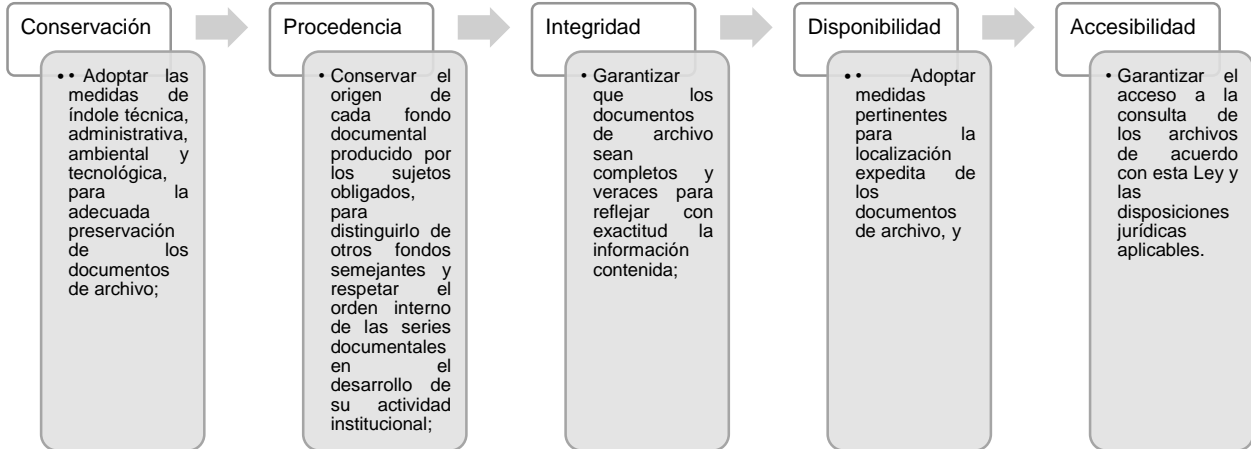 Conservación
•• Adoptar las
medidas de
índole técnica,
administrativa,
ambiental y
tecnológica,
para la
adecuada
preservación
de los
documentos
de archivo;
Procedencia
• Conservar el
origen de
cada fondo
documental
producido por
los sujetos
obligados,
para
distinguirlo de
otros fondos
semejantes y
respetar el
orden interno
de las series
documentales
en el
desarrollo de
su actividad
institucional;
Integridad
• Garantizar
que los
documentos
de archivo
sean
completos y
veraces para
reflejar con
exactitud la
información
contenida;
Disponibilidad
•• Adoptar
medidas
pertinentes
para la
localización
expedita de
los
documentos
de archivo, y
Accesibilidad
• Garantizar el
acceso a la
consulta de
los archivos
de acuerdo
con esta Ley y
las
disposiciones
jurídicas
aplicables.